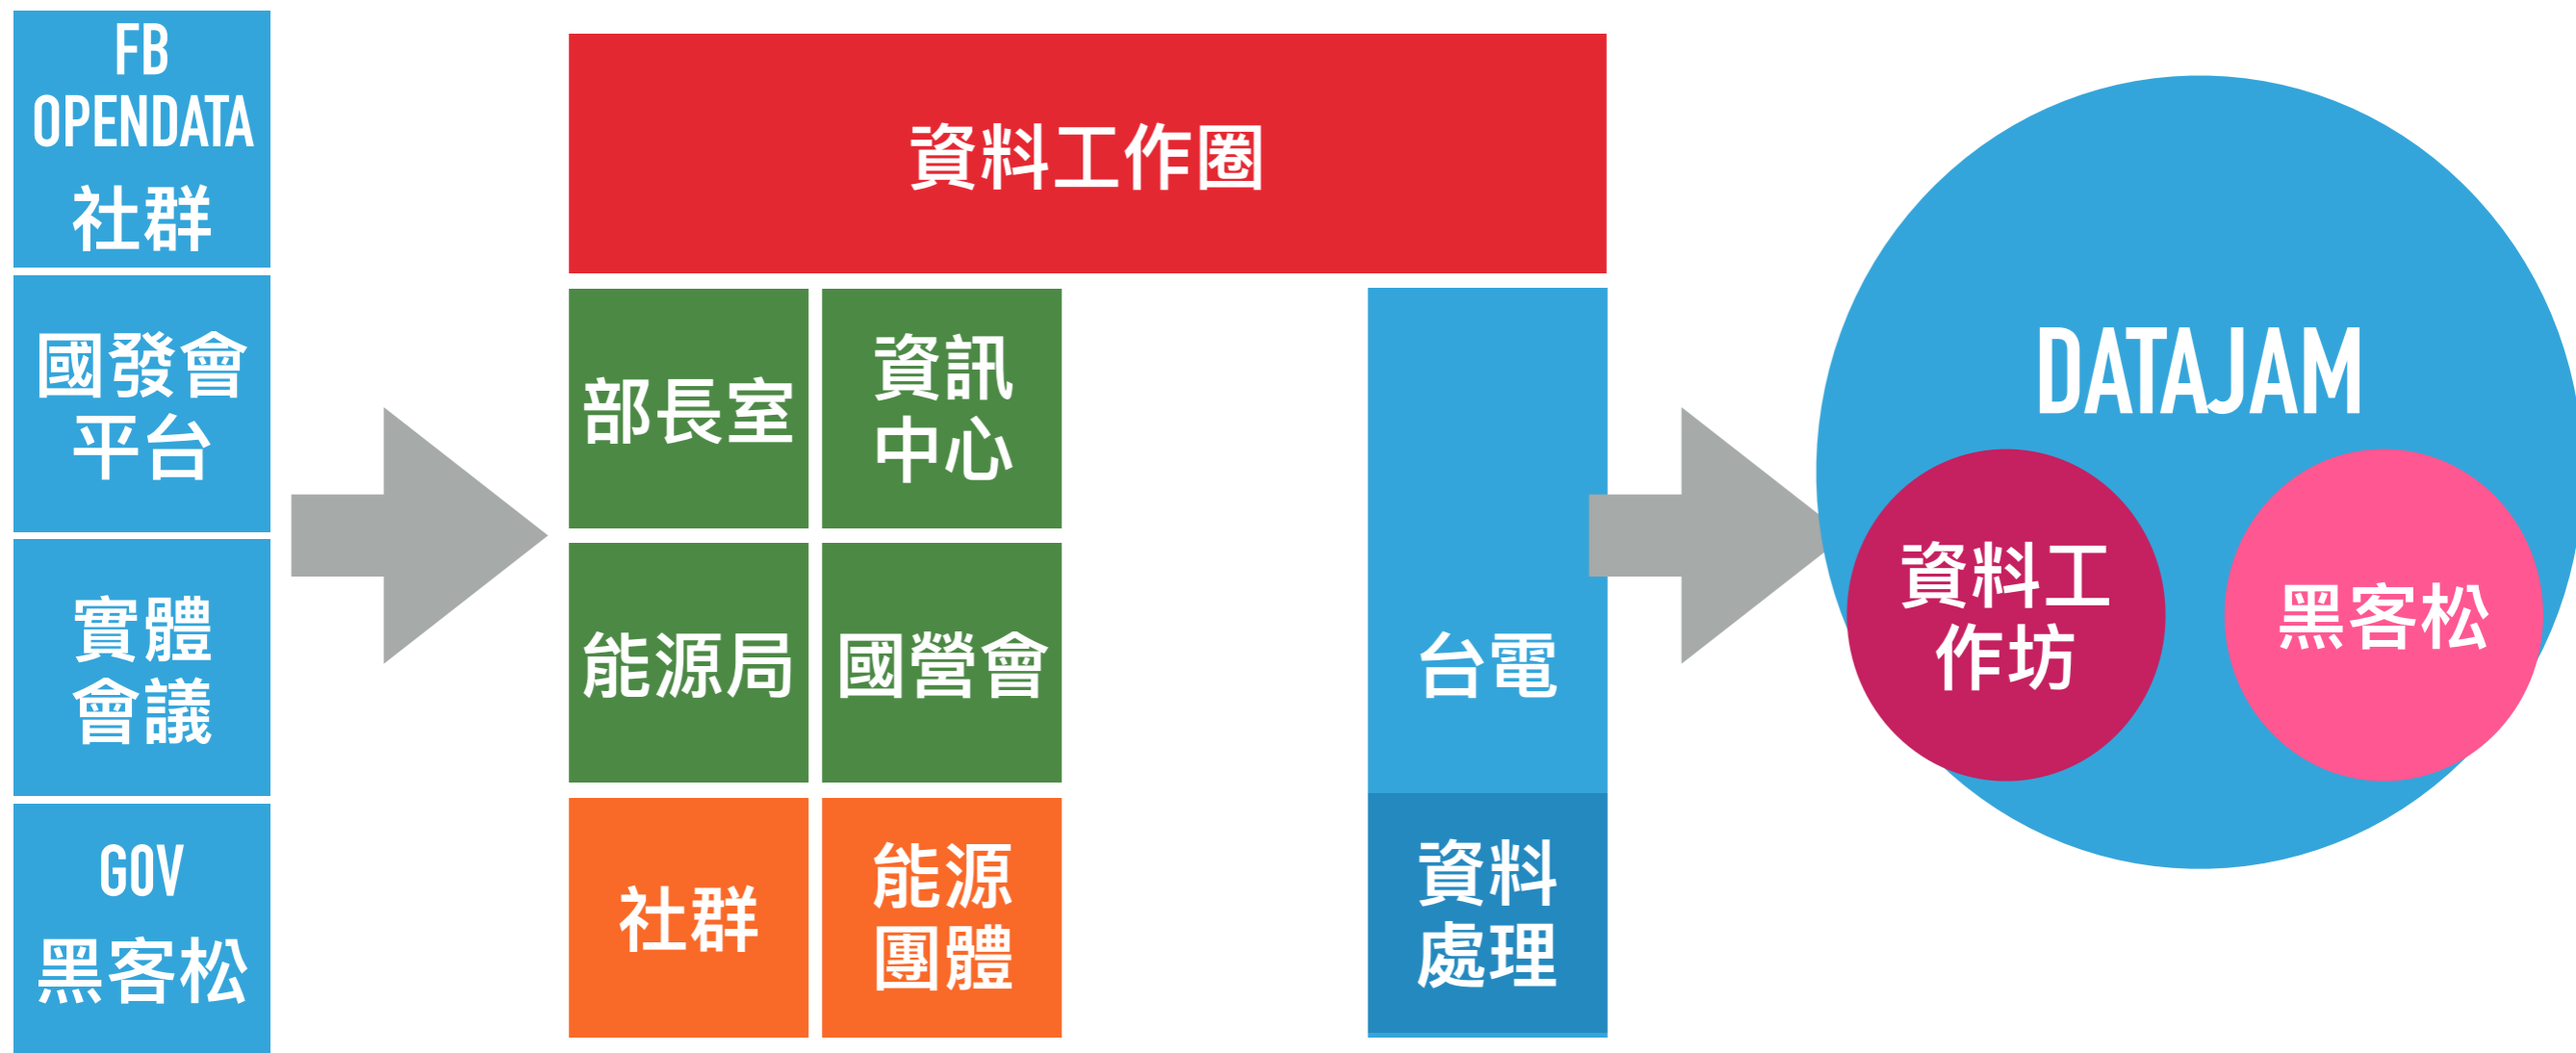 FB
OPENDATA
社群
國發會
平台
實體
會議
GOV
黑客松
資料工作圈
部長室
資訊
中心
能源局
國營會
社群
能源
團體
台電
資料
處理
DATAJAM
資料工
作坊
黑客松